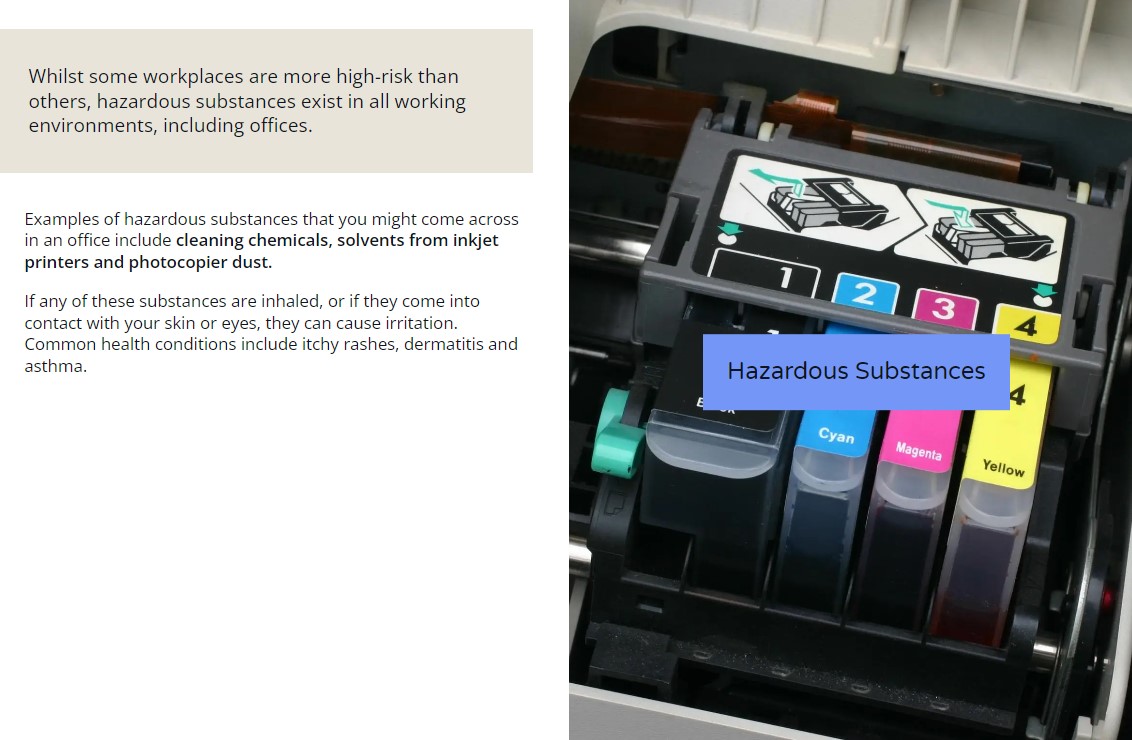 Whilst some workplaces are more high-risk than
others, hazardous substances exist in all working
environments, including offices.
Examples of hazardous substances that you might come across
in an office include cleaning chemicals, solvents from inkjet
printers and photocopier dust.
If any of these substances are inhaled, or if they come into
contact with your skin or eyes, they can cause irritation.
Common health conditions include itchy rashes, dermatitis and
asthma.
1
2
3
4
Hazardous Substances
4
Cyan
Magenta
Yellow